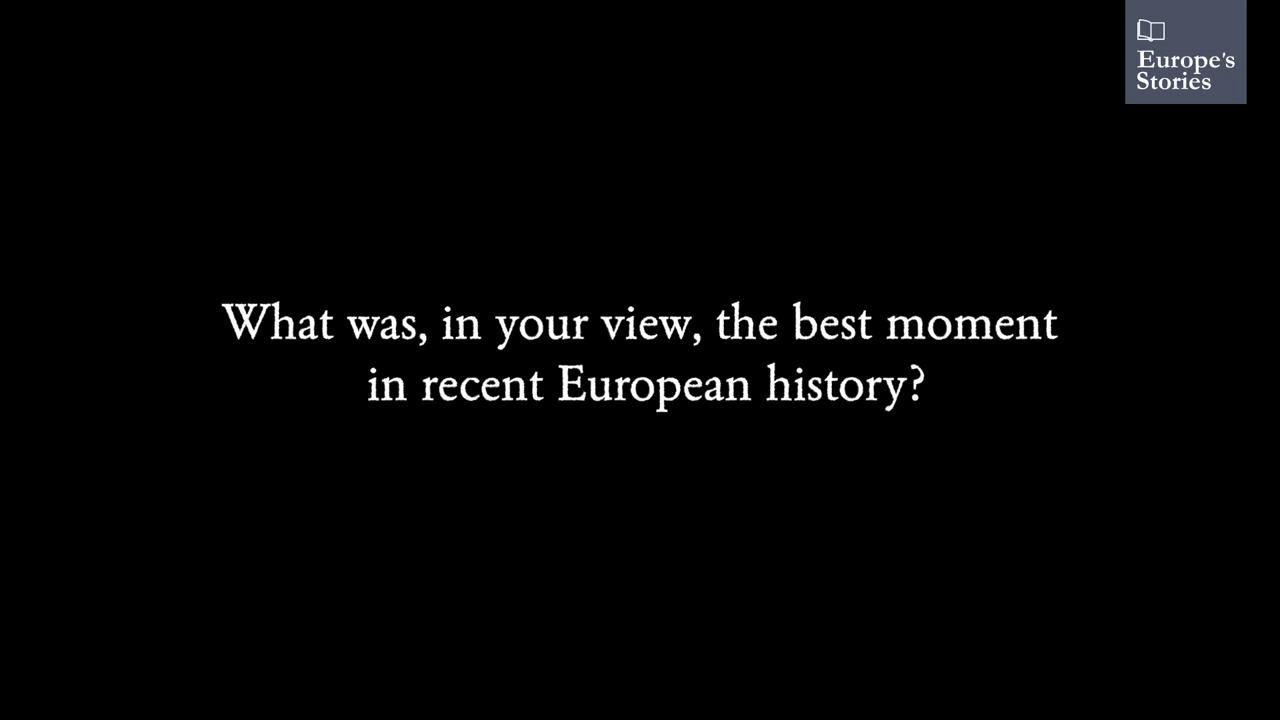 Europe's
Stories
What was, in your view, the best moment
in recent European history?